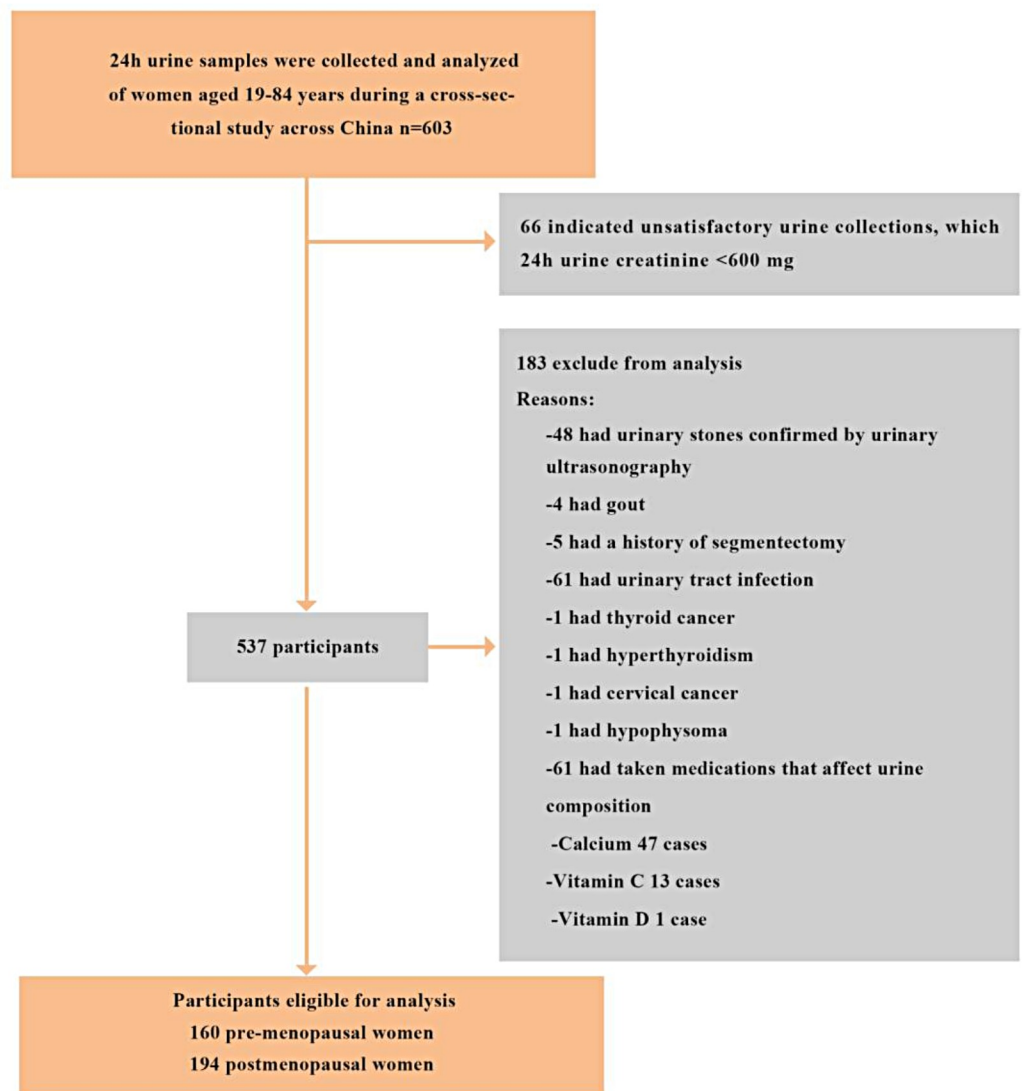 24h urine samples were collected and analyzed
of women aged 19-84 years during a cross-sec-
tional study across China n=603
66 indicated unsatisfactory urine collections, which
24h urine creatinine <600 mg
183 exclude from analysis
Reasons:
-48 had urinary stones confirmed by urinary
ultrasonography
-4 had gout
-5 had a history of segmentectomy
-61 had urinary tract infection
-1 had thyroid cancer
-1 had hyperthyroidism
-1 had cervical cancer
-1 had hypophysoma
-61 had taken medications that affect urine
composition
-Calcium 47 cases
-Vitamin C 13 cases
-Vitamin D 1 case
537 participants
Participants eligible for analysis
160 pre-menopausal women
194 postmenopausal women